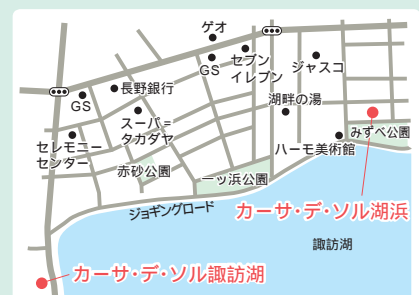 ゲオ
セブン
イレブン
GS
ジャスコ
長野銀行
GS
湖畔の湯
スーパー=
タカダヤ
みずべ公園
セレモニー
センター
ハーモ美術館
赤砂公園
一ッ浜公園
ジョギングロード
カーサ・デ・ソル湖浜
諏訪湖
カーサ・デ・ソル諏訪湖